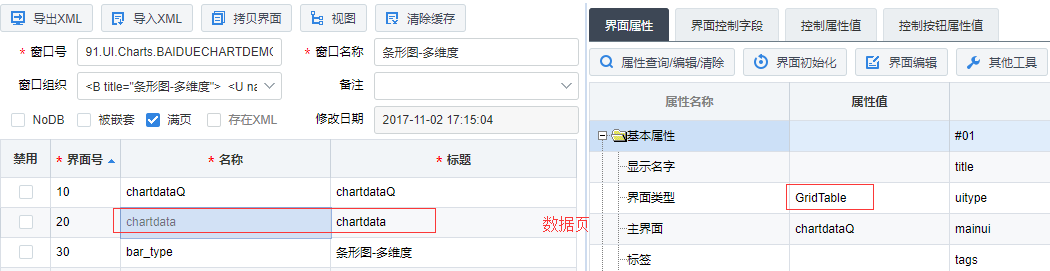 导出XML 导入XML 拷贝界面 视图 清除缓存
* 窗口号 91.UI.Charts.BAIDUECHARTDEMO * 窗口名称 条形图-多维度
窗口组织 <B title="条形图-多维度"> <U na 备注
NoDB 被嵌套 满页 存在XML 修改日期 2017-11-02 17:15:04
禁用 * 界面号 * 名称 * 标题
10 chartdataQ chartdataQ
20 chartdata chartdata
30 bar_type 条形图-多维度
数据页
界面属性 界面控制字段 控制属性值 控制按钮属性值
属性查询/编辑/清除 界面初始化 界面编辑 其他工具
属性名称 属性值
基本属性 #01
显示名字 title
界面类型 GridTable uitype
主界面 chartdataQ mainui
标签 tags